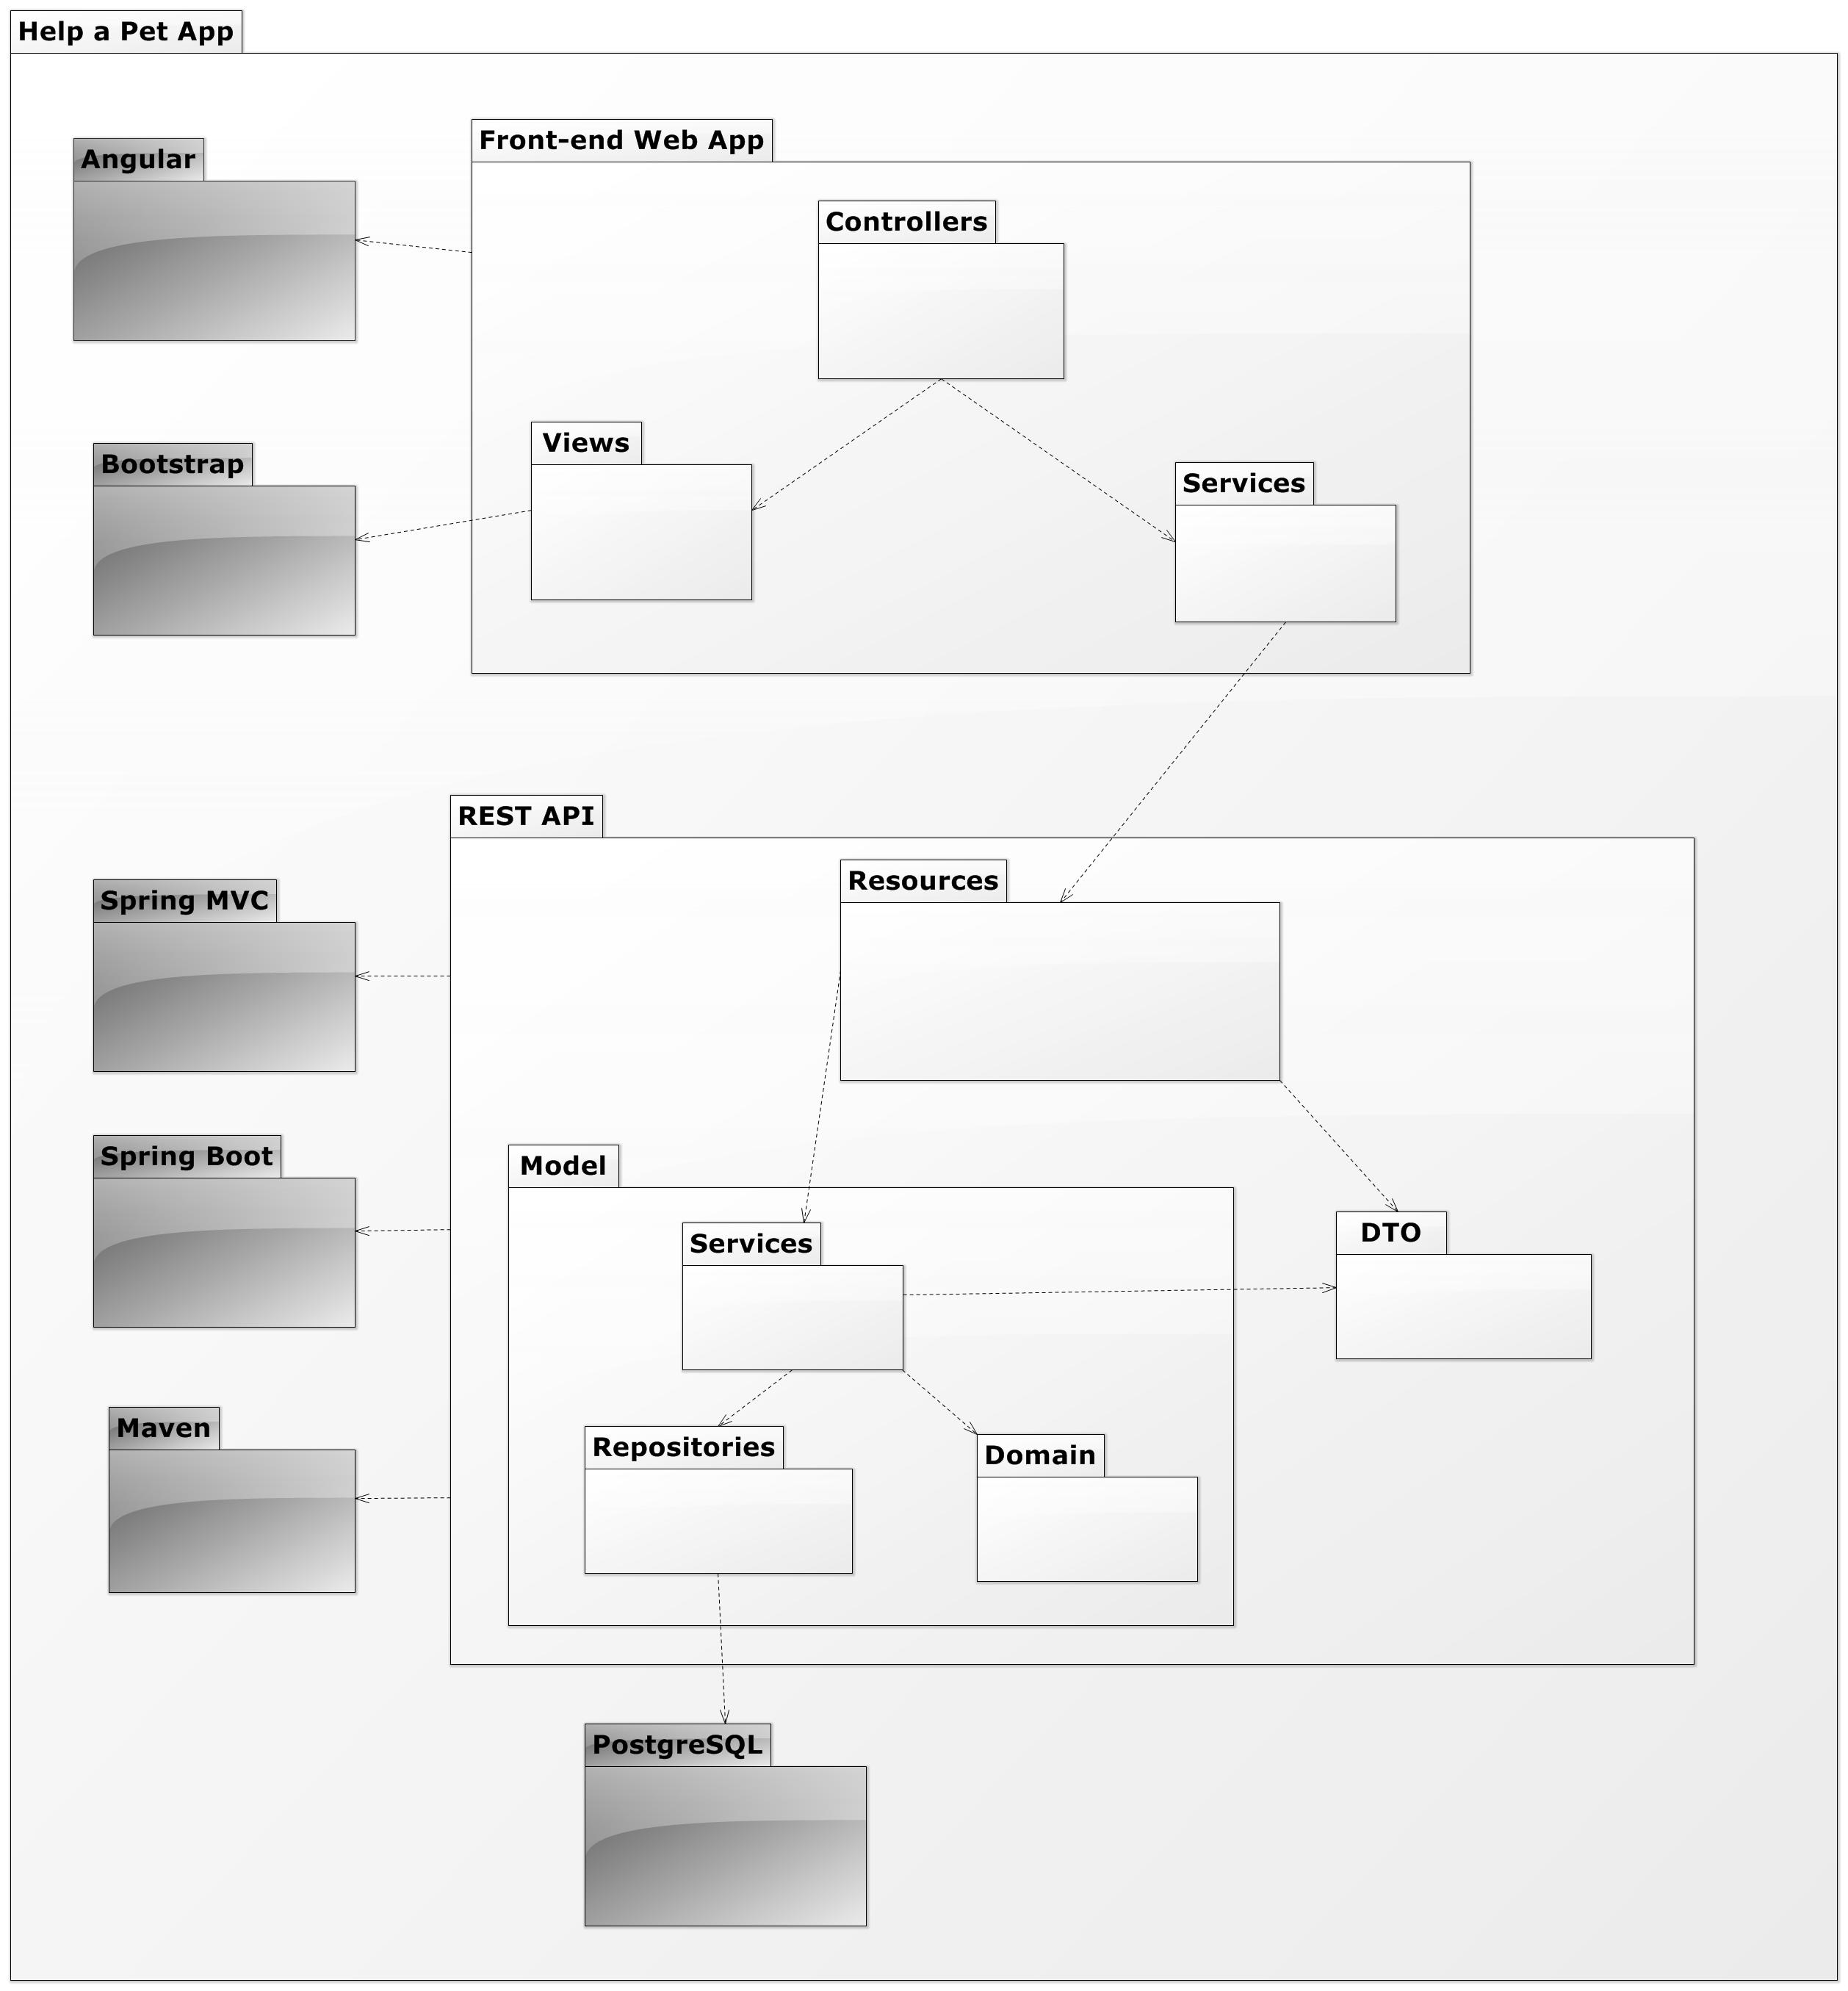 Help a Pet App
Front-end Web App
Angular
Controllers
Views
Bootstrap
Services
REST API
Resources
Spring MVC
Spring Boot
Model
DTO
Services
Maven
Repositories
Domain
PostgreSQL